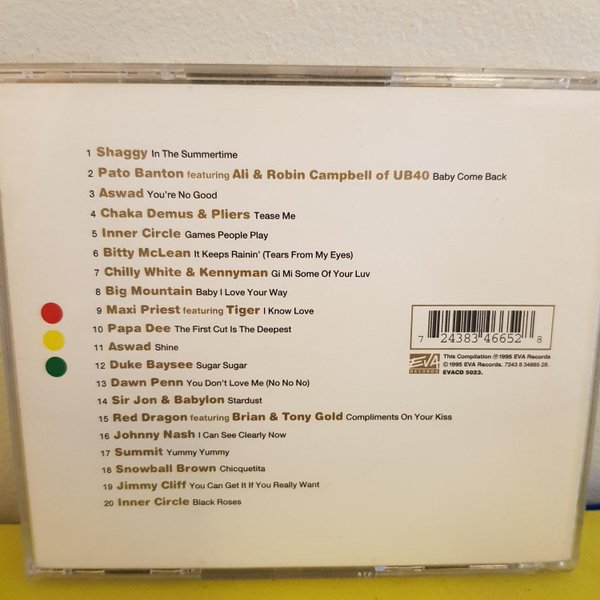 1 Shaggy In The Summertime
2 Pato Banton featuring Ali & Robin Campbell of UB40 Baby Come Back
3 Aswad You're No Good
4 Chaka Demus & Pliers Tease Me
5 Inner Circle Games People Play
6 Bitty McLean It Keeps Rainin' (Tears From My Eyes)
7 Chilly White & Kennyman Gi Mi Some Of Your Luv
8 Big Mountain Baby I Love Your Way
9 Maxi Priest featuring Tiger I Know Love
10 Papa Dee The First Cut Is The Deepest
11 Aswad Shine
12 Duke Baysee Sugar Sugar
13 Dawn Penn You Don't Love Me (No No No)
14 Sir Jon & Babylon Stardust
15 Red Dragon featuring Brian & Tony Gold Compliments On Your Kiss
16 Johnny Nash I Can See Clearly Now
17 Summit Yummy Yummy
18 Snowball Brown Chicquetita
19 Jimmy Cliff You Can Get It If You Really Want
20 Inner Circle Black Roses
7 24383 46652 8
EVA RECORDS
This Compilation ℗ 1995 EVA Records
© 1995 EVA Records. 7243 8 34665 28.
EVACD 5023.